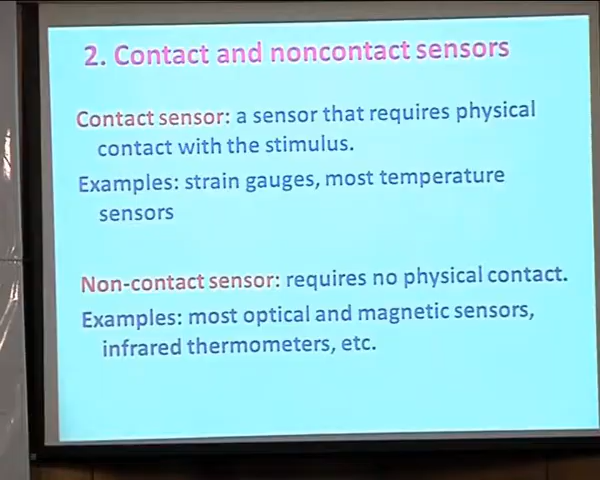 2. Contact and noncontact sensors
Contact sensor: a sensor that requires physical
contact with the stimulus.
Examples: strain gauges, most temperature
sensors
Non-contact sensor: requires no physical contact.
Examples: most optical and magnetic sensors,
infrared thermometers, etc.